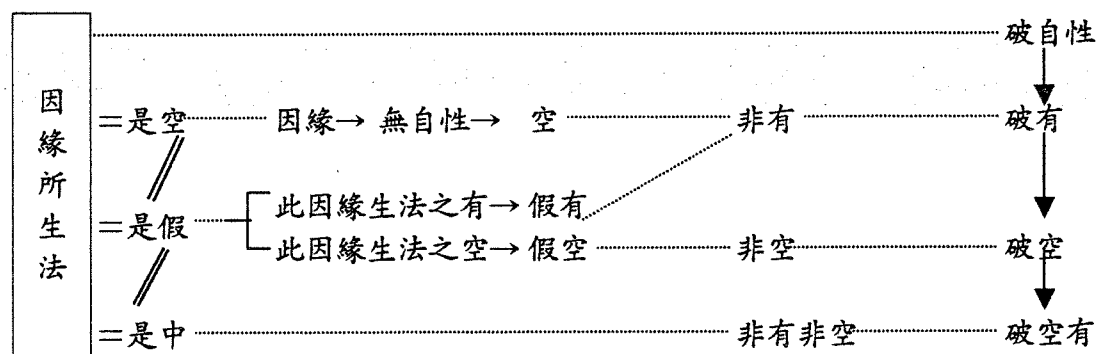 因緣所生法
破自性
=是空 因緣→ 無自性→ 空 非有 破有
=是假 此因緣生法之有→ 假有
此因緣生法之空→ 假空 非空 破空
=是中 非有非空 破空有